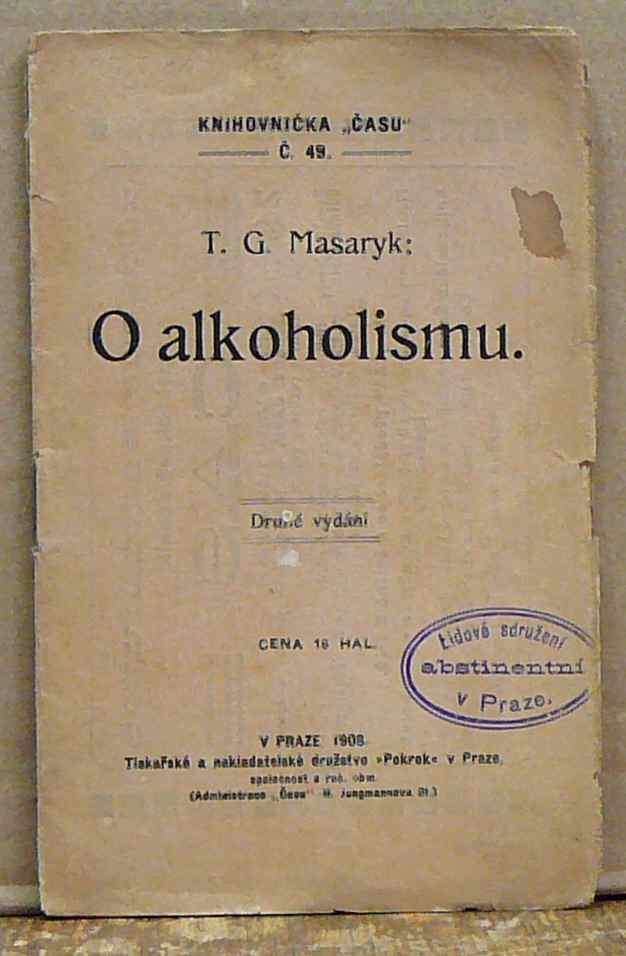 KNIHOVNIČKA „ČASU“
Č. 49.
T. G. Masaryk:
O alkoholismu.
Druhé vydání
CENA 16 HAL.
Lidové sdružení
abstinentní
v Praze.
V PRAZE 1908
Tiskařské a nakladatelské družstvo »Pokrok« v Praze,
společnost s ruč. obm.
(Administrace „Času“ II. Jungmannova 21.)